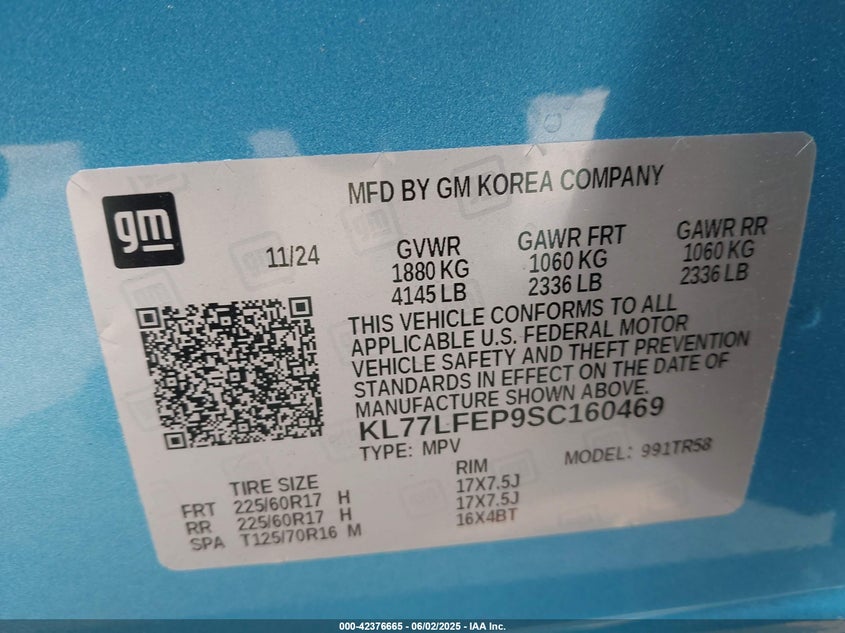 MFD BY GM KOREA COMPANY
gm
11/24
GVWR
1880 KG
4145 LB
GAWR FRT
1060 KG
2336 LB
GAWR RR
1060 KG
2336 LB
THIS VEHICLE CONFORMS TO ALL
APPLICABLE U.S. FEDERAL MOTOR
VEHICLE SAFETY AND THEFT PREVENTION
STANDARDS IN EFFECT ON THE DATE OF
MANUFACTURE SHOWN ABOVE.
KL77LFEP9SC160469
TYPE: MPV MODEL: 991TR58
TIRE SIZE RIM
FRT 225/60R17 H 17X7.5J
RR 225/60R17 H 17X7.5J
SPA T125/70R16 M 16X4BT
000-42376665 - 06/02/2025 - IAA Inc.